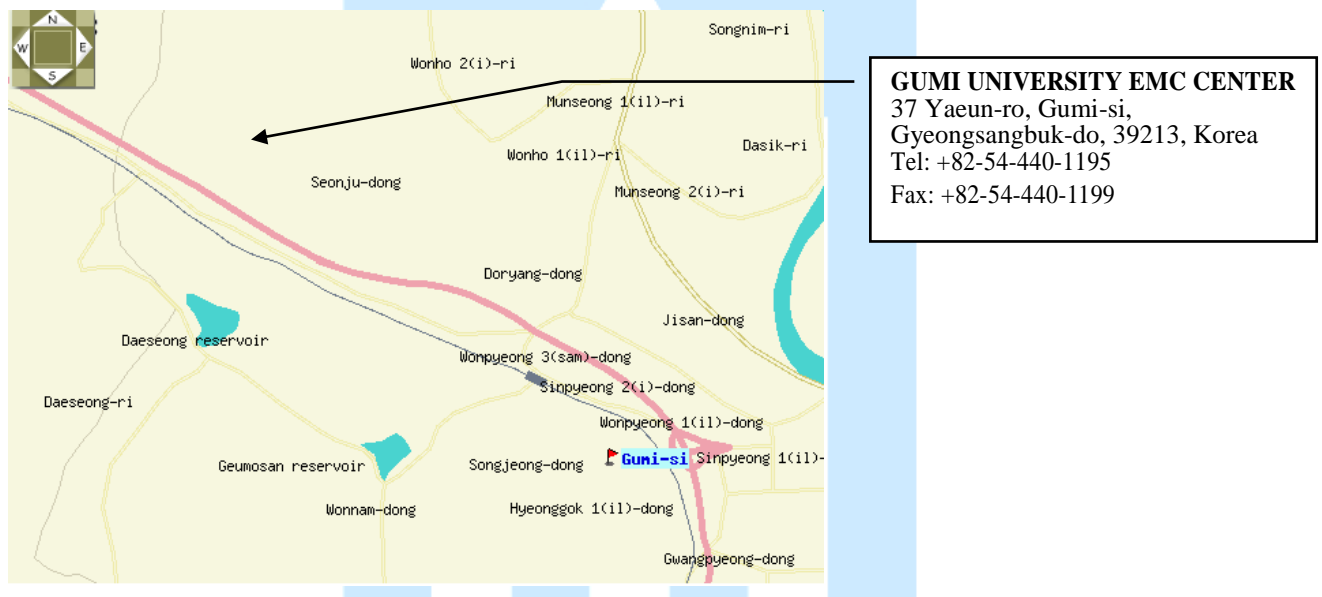 N
W E
S
Songnim-ri
Wonho 2(i)-ri
Munseong 1(il)-ri
Wonho 1(il)-ri
Dasik-ri
Seonju-dong
Munseong 2(i)-ri
Doryang-dong
Jisan-dong
Daeseong reservoir
Wonpyeong 3(sam)-dong
Sinpyeong 2(i)-dong
Daeseong-ri
Wonpyeong 1(il)-dong
Gumi-si
Sinpyeong 1(il)-
Geumosan reservoir
Songjeong-dong
Wonnam-dong
Hyeonggok 1(il)-dong
Gwangpyeong-dong
GUMI UNIVERSITY EMC CENTER
37 Yaeun-ro, Gumi-si,
Gyeongsangbuk-do, 39213, Korea
Tel: +82-54-440-1195
Fax: +82-54-440-1199